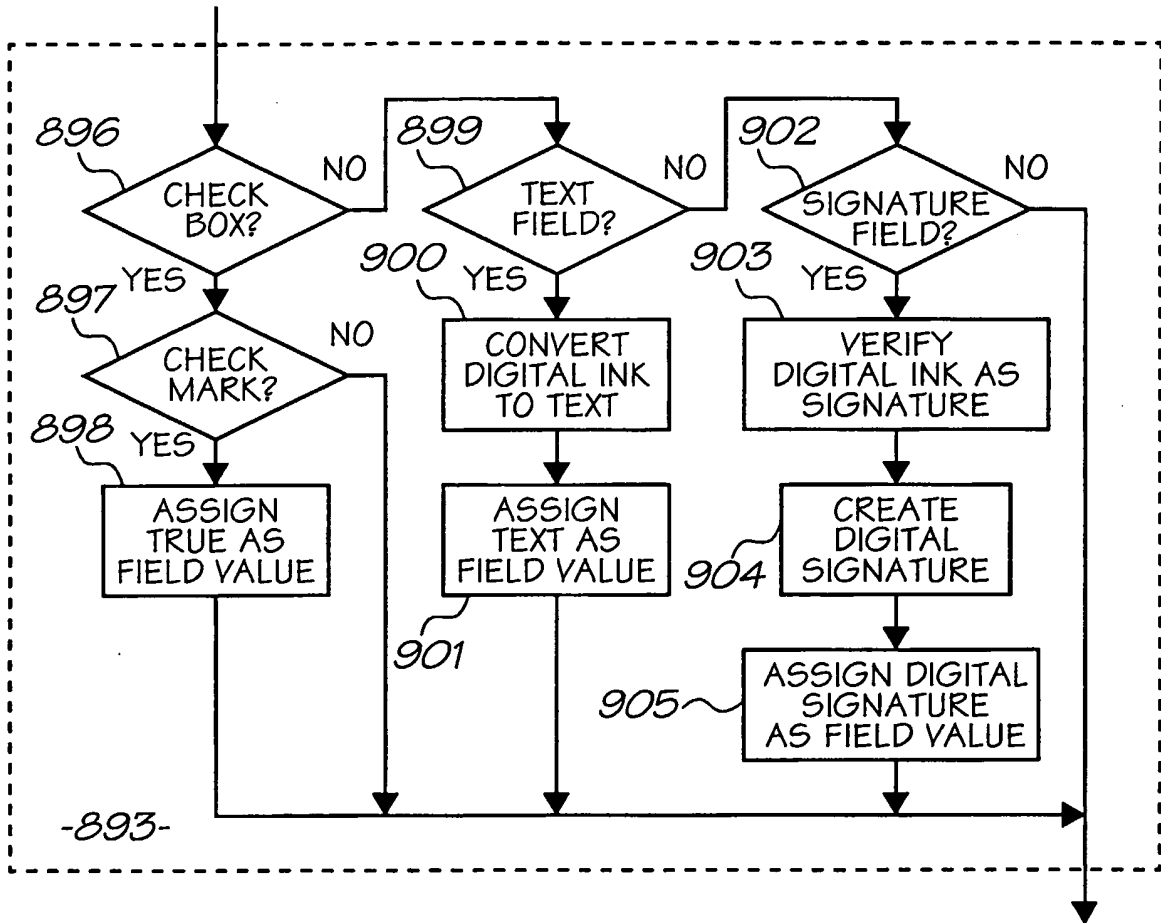 896
CHECK
BOX?
NO
YES
897
CHECK
MARK?
NO
YES
898
ASSIGN
TRUE AS
FIELD VALUE
899
TEXT
FIELD?
NO
YES
900
CONVERT
DIGITAL INK
TO TEXT
ASSIGN
TEXT AS
FIELD VALUE
901
902
SIGNATURE
FIELD?
NO
YES
903
VERIFY
DIGITAL INK AS
SIGNATURE
CREATE
DIGITAL
SIGNATURE
904
ASSIGN DIGITAL
SIGNATURE
AS FIELD VALUE
905
-893-